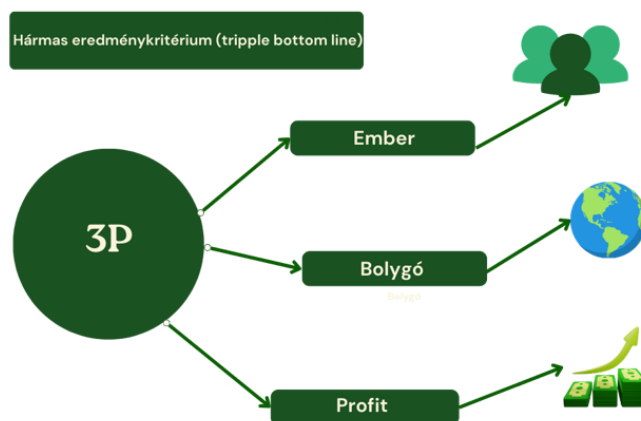 Hármas eredménykritérium (tripple bottom line)
Ember
3P
Bolygó
Bolygó
Profit